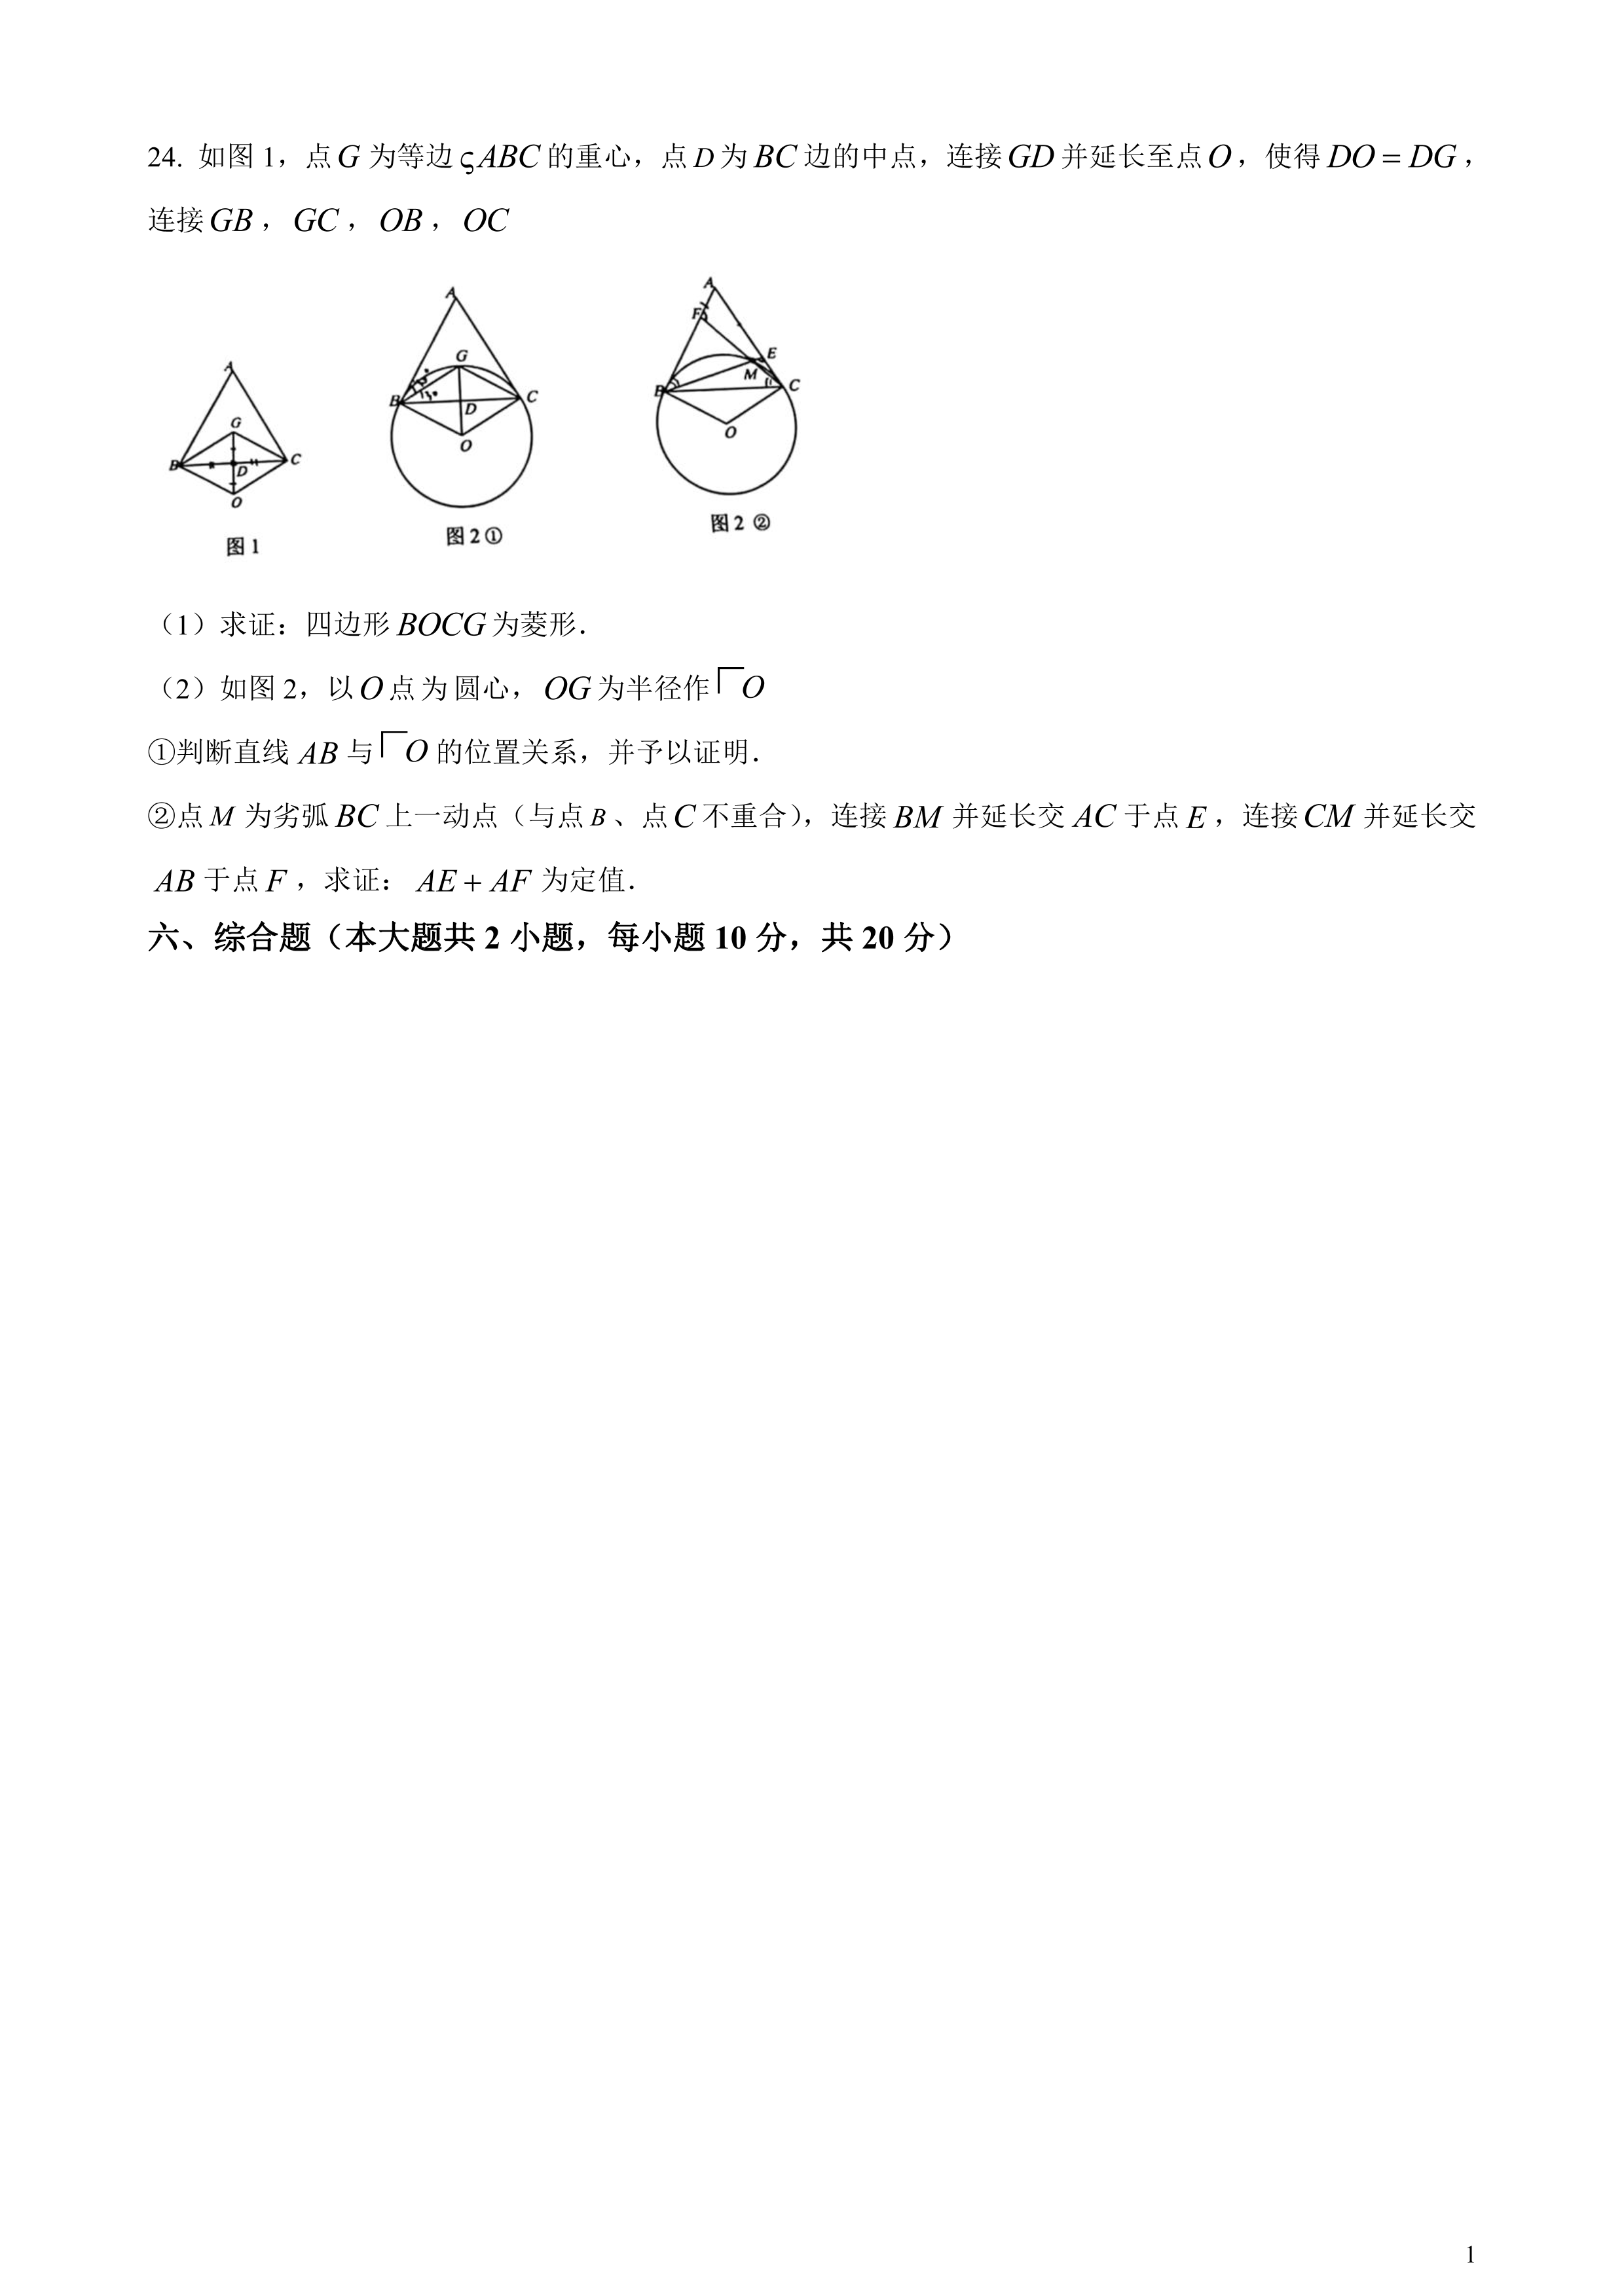 24. 如图 1，点 G 为等边 ςABC 的重心，点 D 为 BC 边的中点，连接 GD 并延长至点 O，使得 DO = DG，
连接 GB，GC，OB，OC
A
G
B
D
C
O
图 1
A
G
B
D
C
O
图 2 ①
A
F
E
M
B
C
O
图 2 ②
（1）求证：四边形 BOCG 为菱形．
（2）如图 2，以 O 点为圆心，OG 为半径作 O
①判断直线 AB 与 O 的位置关系，并予以证明．
②点 M 为劣弧 BC 上一动点（与点 B、点 C 不重合），连接 BM 并延长交 AC 于点 E，连接 CM 并延长交
AB 于点 F，求证：AE + AF 为定值．
六、综合题（本大题共 2 小题，每小题 10 分，共 20 分）
1